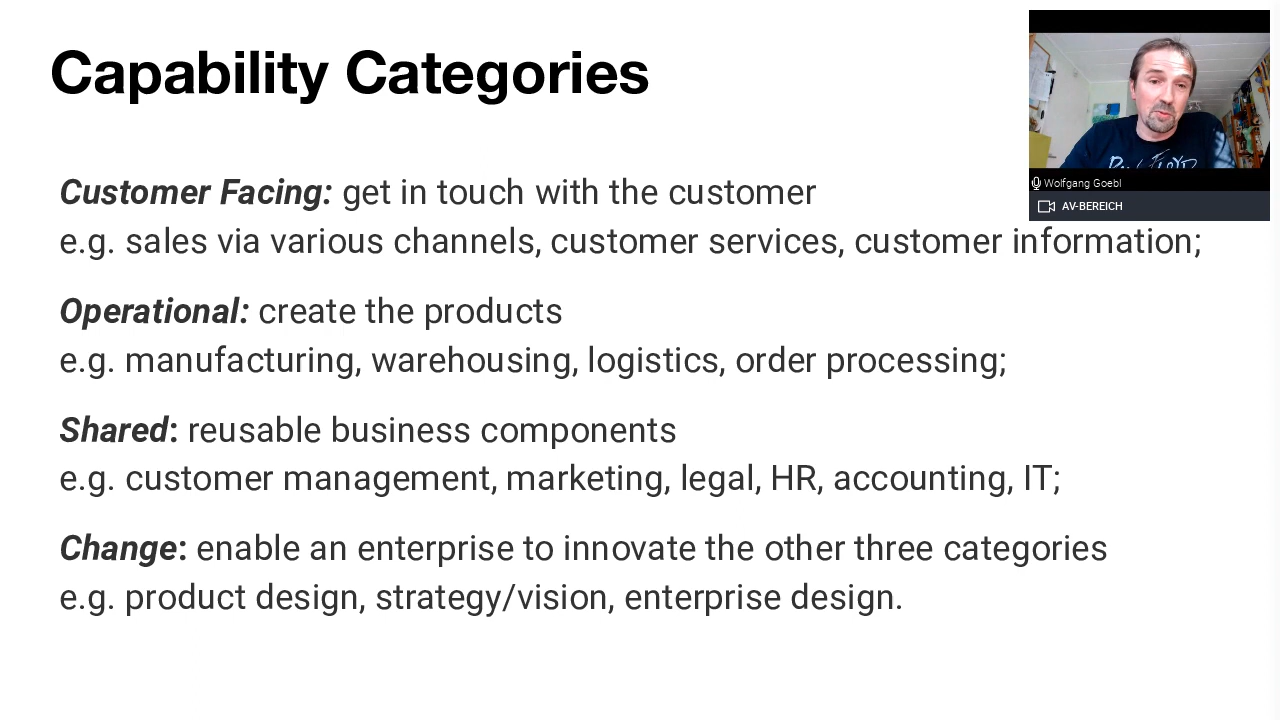 Capability Categories
Customer Facing: get in touch with the customer
e.g. sales via various channels, customer services, customer information;
Operational: create the products
e.g. manufacturing, warehousing, logistics, order processing;
Shared: reusable business components
e.g. customer management, marketing, legal, HR, accounting, IT;
Change: enable an enterprise to innovate the other three categories
e.g. product design, strategy/vision, enterprise design.
Pink Floyd
Wolfgang Goebl
AV-BEREICH